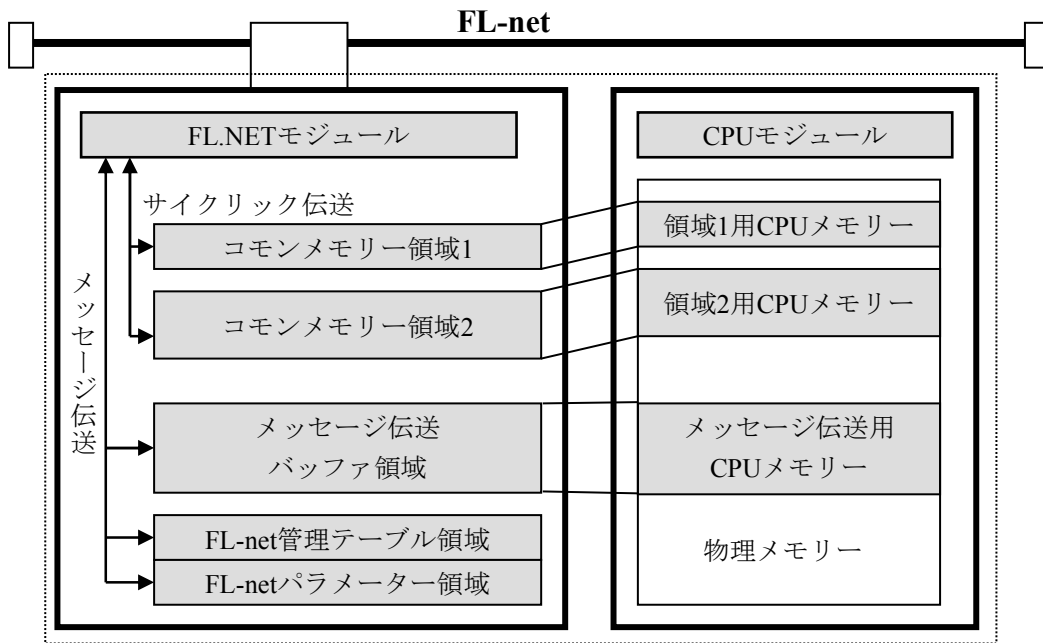 FL-net
FL.NETモジュール
サイクリック伝送
コモンメモリー領域1
コモンメモリー領域2
メッセージ伝送
メッセージ伝送
バッファ領域
FL-net管理テーブル領域
FL-netパラメーター領域
CPUモジュール
領域1用CPUメモリー
領域2用CPUメモリー
メッセージ伝送用
CPUメモリー
物理メモリー